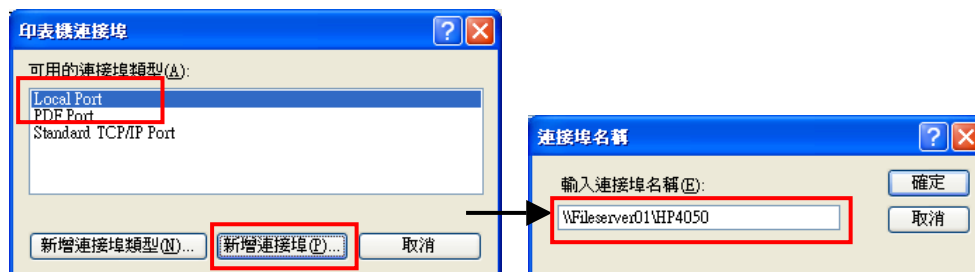 印表機連接埠
可用的連接埠類型(A):
Local Port
PDF Port
Standard TCP/IP Port
新增連接埠類型(N)... 新增連接埠(P)... 取消
連接埠名稱
輸入連接埠名稱(E):
\\Fileserver01\HP4050
確定
取消